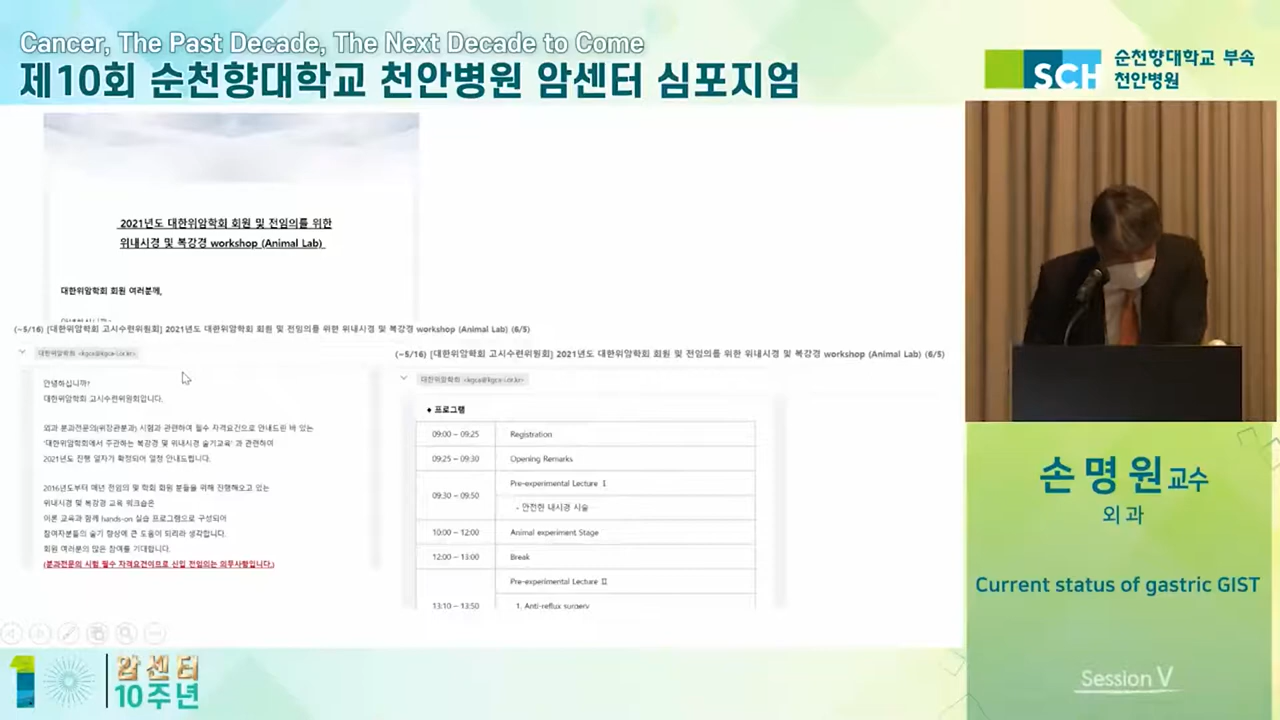 Cancer, The Past Decade, The Next Decade to Come
제10회 순천향대학교 천안병원 암센터 심포지엄
SCH
순천향대학교 부속
천안병원
2021년도 대한위암학회 회원 및 전임의를 위한
위내시경 및 복강경 workshop (Animal Lab)
대한위암학회 회원 여러분께,
(~5/16) [대한위암학회 고시수련위원회] 2021년도 대한위암학회 회원 및 전임의를 위한 위내시경 및 복강경 workshop (Animal Lab) (6/5)
대한위암학회 <kgca@kgca-i.or.kr>
안녕하십니까?
대한위암학회 고시수련위원회입니다.
외과 분과전문의(위장관분과) 시험과 관련하여 필수 자격요건으로 안내드린 바 있는
'대한위암학회에서 주관하는 복강경 및 위내시경 술기교육' 과 관련하여
2021년도 진행 일자가 확정되어 일정 안내드립니다.
2016년도부터 매년 전임의 및 학회 회원 분들을 위해 진행해오고 있는
위내시경 및 복강경 교육 워크숍은
이론 교육과 함께 hands-on 실습 프로그램으로 구성되어
참여자분들의 술기 향상에 큰 도움이 되리라 생각합니다.
회원 여러분의 많은 참여를 기대합니다.
(분과전문의 시험 필수 자격요건이므로 신입 전임의는 의무사항입니다.)
(~5/16) [대한위암학회 고시수련위원회] 2021년도 대한위암학회 회원 및 전임의를 위한 위내시경 및 복강경 workshop (Animal Lab) (6/5)
대한위암학회 <kgca@kgca-i.or.kr>
♦ 프로그램
09:00 – 09:25 Registration
09:25 – 09:30 Opening Remarks
09:30 – 09:50 Pre-experimental Lecture Ⅰ
- 안전한 내시경 시술
10:00 – 12:00 Animal experiment Stage
12:00 – 13:00 Break
Pre-experimental Lecture Ⅱ
13:10 – 13:50 1. Anti-reflux surgery
손명원 교수
외과
Current status of gastric GIST
Session V
암센터
10주년